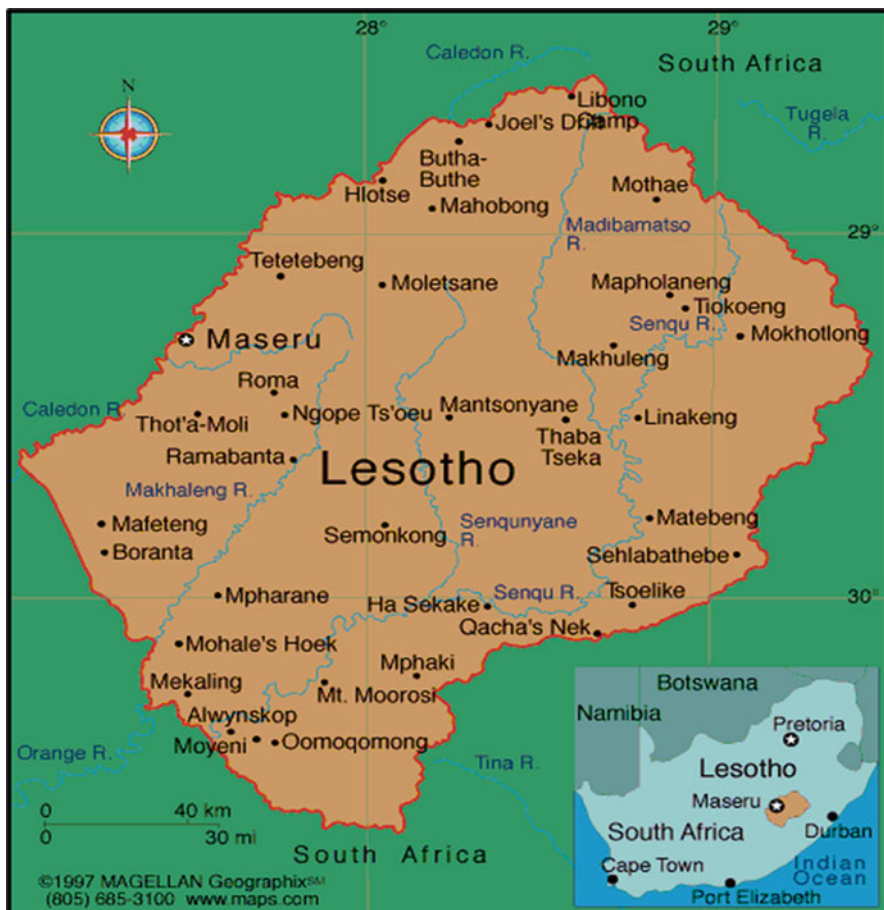 28°
29°
Caledon R.
South Africa
N
Libono
Camp
Joel's Drift
Tugela
R.
Butha-
Buthe
Hlotse
Mothae
Mahobong
Madibamatso
R.
29°
Tetetebeng
Moletsane
Mapholaneng
Tiokoeng
Senqu R.
Mokhotlong
Maseru
Makhuleng
Roma
Caledon R.
Thot'a-Moli
Ngope Ts'oeu
Mantsonyane
Linakeng
Thaba
Tseka
Ramabanta
Lesotho
Makhaleng R.
Mafeteng
Semonkong
Senqunyane
R.
Matebeng
Boranta
Sehlabathebe
Mpharane
Senqu R.
Tsoelike
30°
Ha Sekake
Qacha's Nek
Mohale's Hoek
Mphaki
Mekaling
Mt. Moorosi
Alwynskop
Moyeni
Oomoqomong
Orange R.
Tina R.
0 40 km
0 30 mi
South Africa
©1997 MAGELLAN Geographix℠
(805) 685-3100 www.maps.com
Botswana
Namibia
Pretoria
Lesotho
Maseru
South Africa
Durban
Cape Town
Indian
Ocean
Port Elizabeth